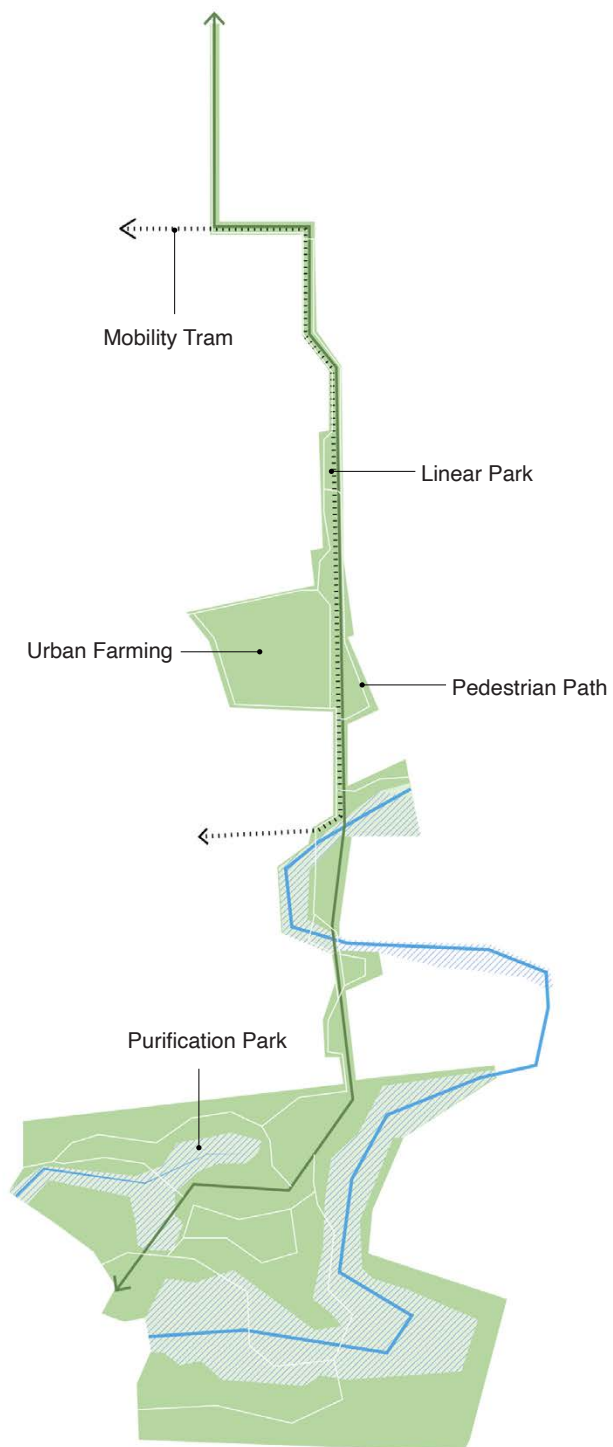 Mobility Tram
Linear Park
Urban Farming
Pedestrian Path
Purification Park